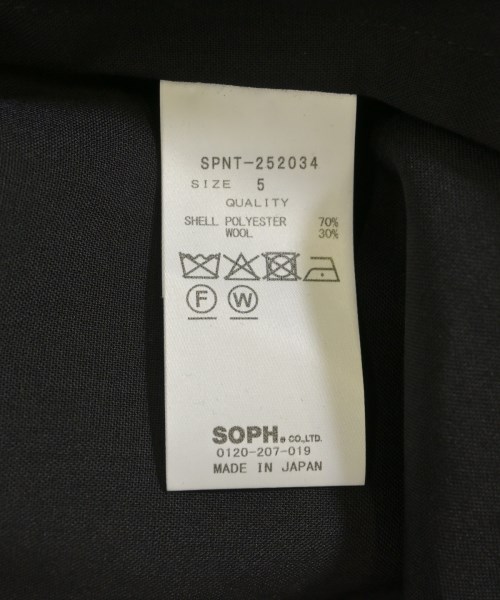 SPNT-252034
SIZE 5
QUALITY
SHELL POLYESTER 70%
WOOL 30%
F W
SOPH. CO.,LTD.
0120-207-019
MADE IN JAPAN